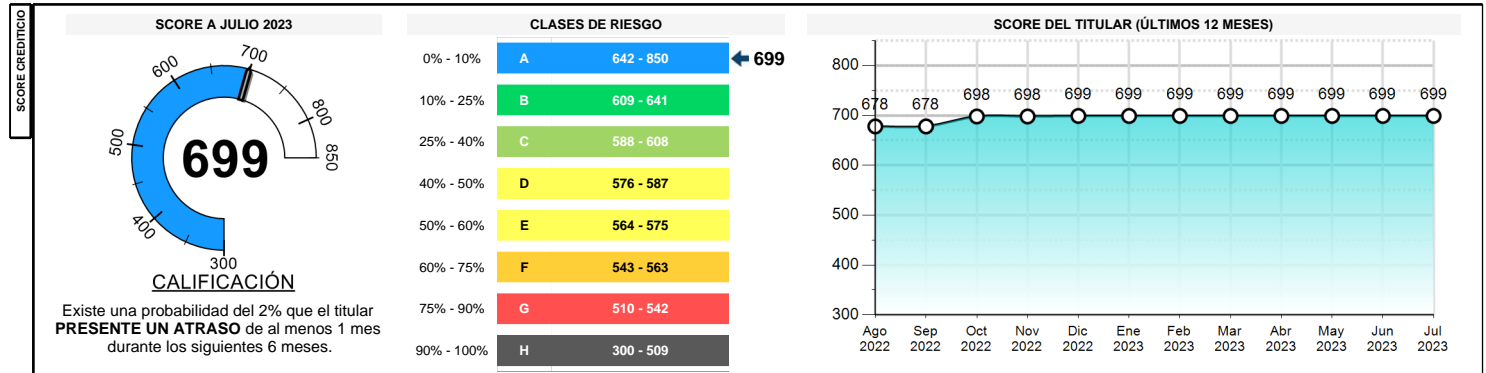 SCORE CREDITICIO
SCORE A JULIO 2023
300
400
500
600
700
800
850
699
CALIFICACIÓN
Existe una probabilidad del 2% que el titular
PRESENTE UN ATRASO de al menos 1 mes
durante los siguientes 6 meses.
CLASES DE RIESGO
0% - 10% A 642 - 850 699
10% - 25% B 609 - 641
25% - 40% C 588 - 608
40% - 50% D 576 - 587
50% - 60% E 564 - 575
60% - 75% F 543 - 563
75% - 90% G 510 - 542
90% - 100% H 300 - 509
SCORE DEL TITULAR (ÚLTIMOS 12 MESES)
800
700
600
500
400
300
678 678 698 698 699 699 699 699 699 699 699 699
Ago Sep Oct Nov Dic Ene Feb Mar Abr May Jun Jul
2022 2022 2022 2022 2022 2023 2023 2023 2023 2023 2023 2023